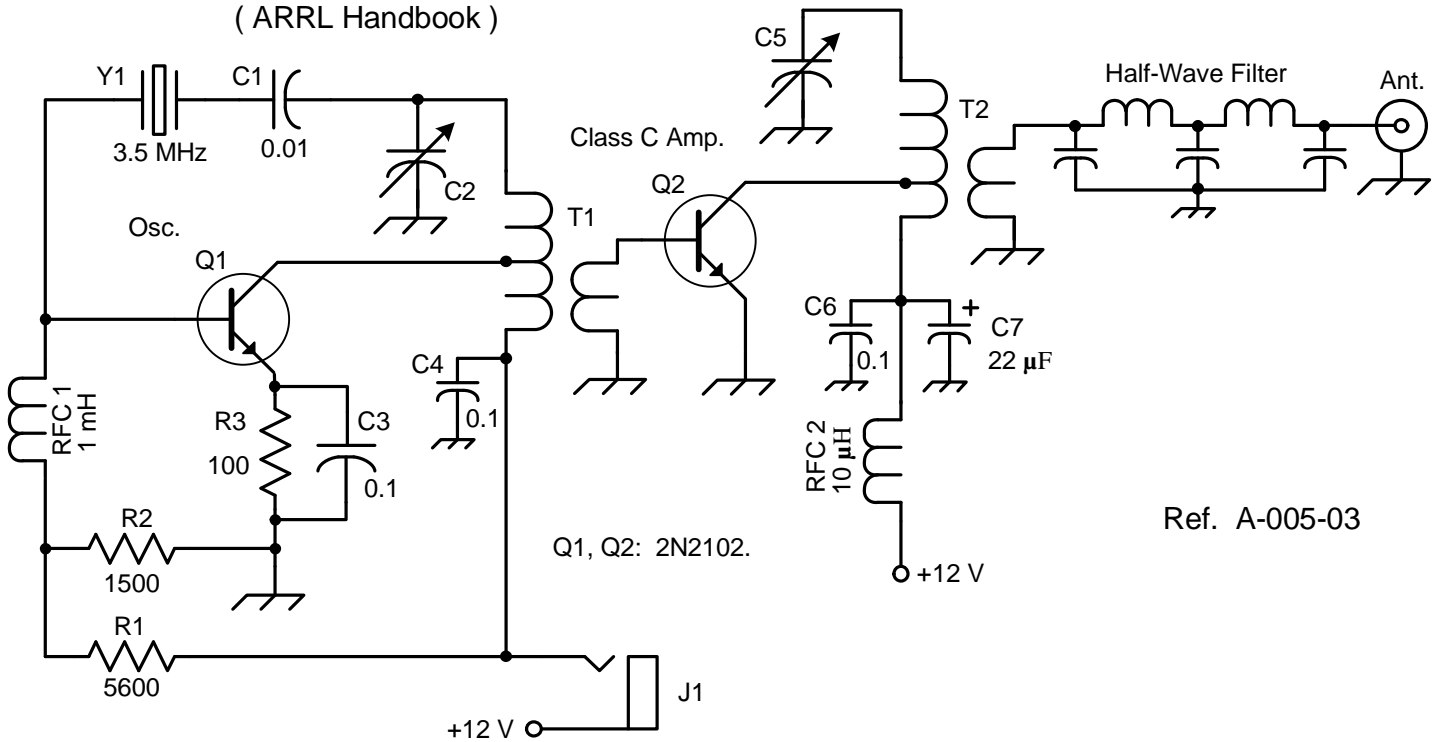 ( ARRL Handbook )
Y1
3.5 MHz
C1
0.01
C2
Osc.
Q1
T1
Class C Amp.
Q2
C5
T2
Half-Wave Filter
Ant.
RFC 1
1 mH
R3
100
C3
0.1
C4
0.1
C6
0.1
+
C7
22 µF
RFC 2
10 µH
R2
1500
Q1, Q2: 2N2102.
+12 V
Ref. A-005-03
R1
5600
J1
+12 V